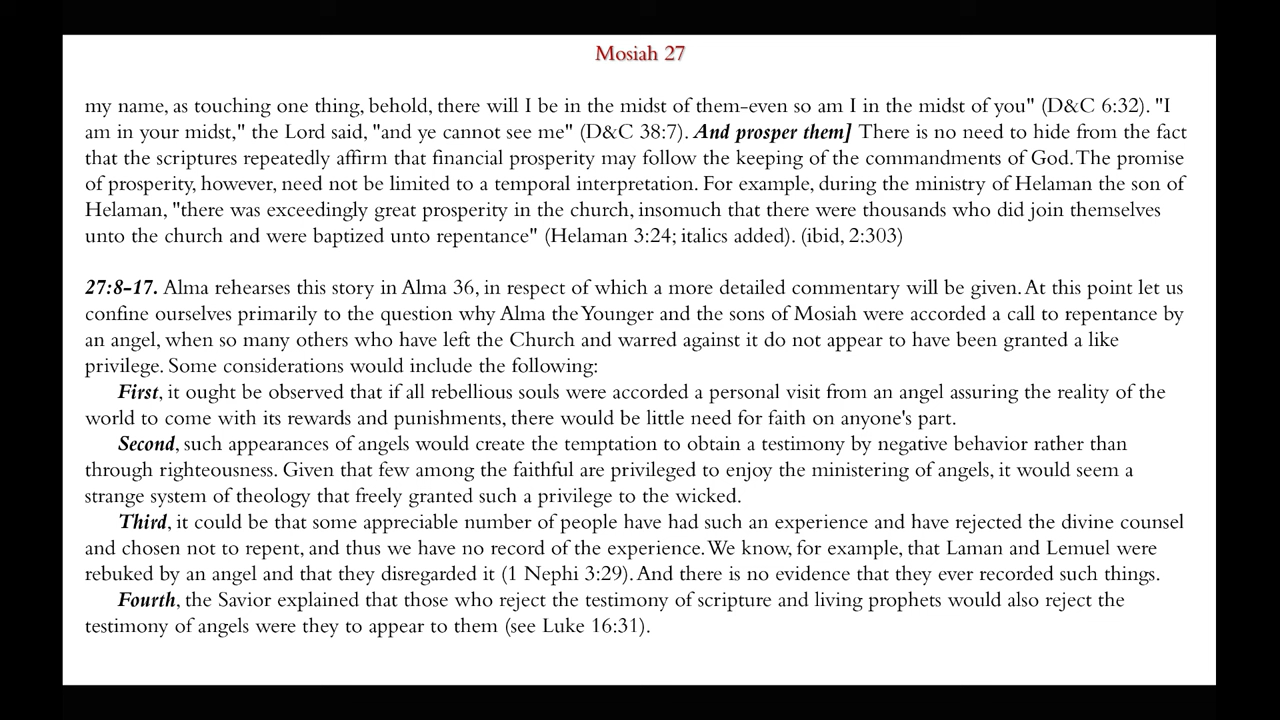 Mosiah 27
my name, as touching one thing, behold, there will I be in the midst of them-even so am I in the midst of you" (D&C 6:32). "I
am in your midst," the Lord said, "and ye cannot see me" (D&C 38:7). And prosper them] There is no need to hide from the fact
that the scriptures repeatedly affirm that financial prosperity may follow the keeping of the commandments of God. The promise
of prosperity, however, need not be limited to a temporal interpretation. For example, during the ministry of Helaman the son of
Helaman, "there was exceedingly great prosperity in the church, insomuch that there were thousands who did join themselves
unto the church and were baptized unto repentance" (Helaman 3:24; italics added). (ibid, 2:303)
27:8-17. Alma rehearses this story in Alma 36, in respect of which a more detailed commentary will be given. At this point let us
confine ourselves primarily to the question why Alma the Younger and the sons of Mosiah were accorded a call to repentance by
an angel, when so many others who have left the Church and warred against it do not appear to have been granted a like
privilege. Some considerations would include the following:
First, it ought be observed that if all rebellious souls were accorded a personal visit from an angel assuring the reality of the
world to come with its rewards and punishments, there would be little need for faith on anyone's part.
Second, such appearances of angels would create the temptation to obtain a testimony by negative behavior rather than
through righteousness. Given that few among the faithful are privileged to enjoy the ministering of angels, it would seem a
strange system of theology that freely granted such a privilege to the wicked.
Third, it could be that some appreciable number of people have had such an experience and have rejected the divine counsel
and chosen not to repent, and thus we have no record of the experience. We know, for example, that Laman and Lemuel were
rebuked by an angel and that they disregarded it (1 Nephi 3:29). And there is no evidence that they ever recorded such things.
Fourth, the Savior explained that those who reject the testimony of scripture and living prophets would also reject the
testimony of angels were they to appear to them (see Luke 16:31).